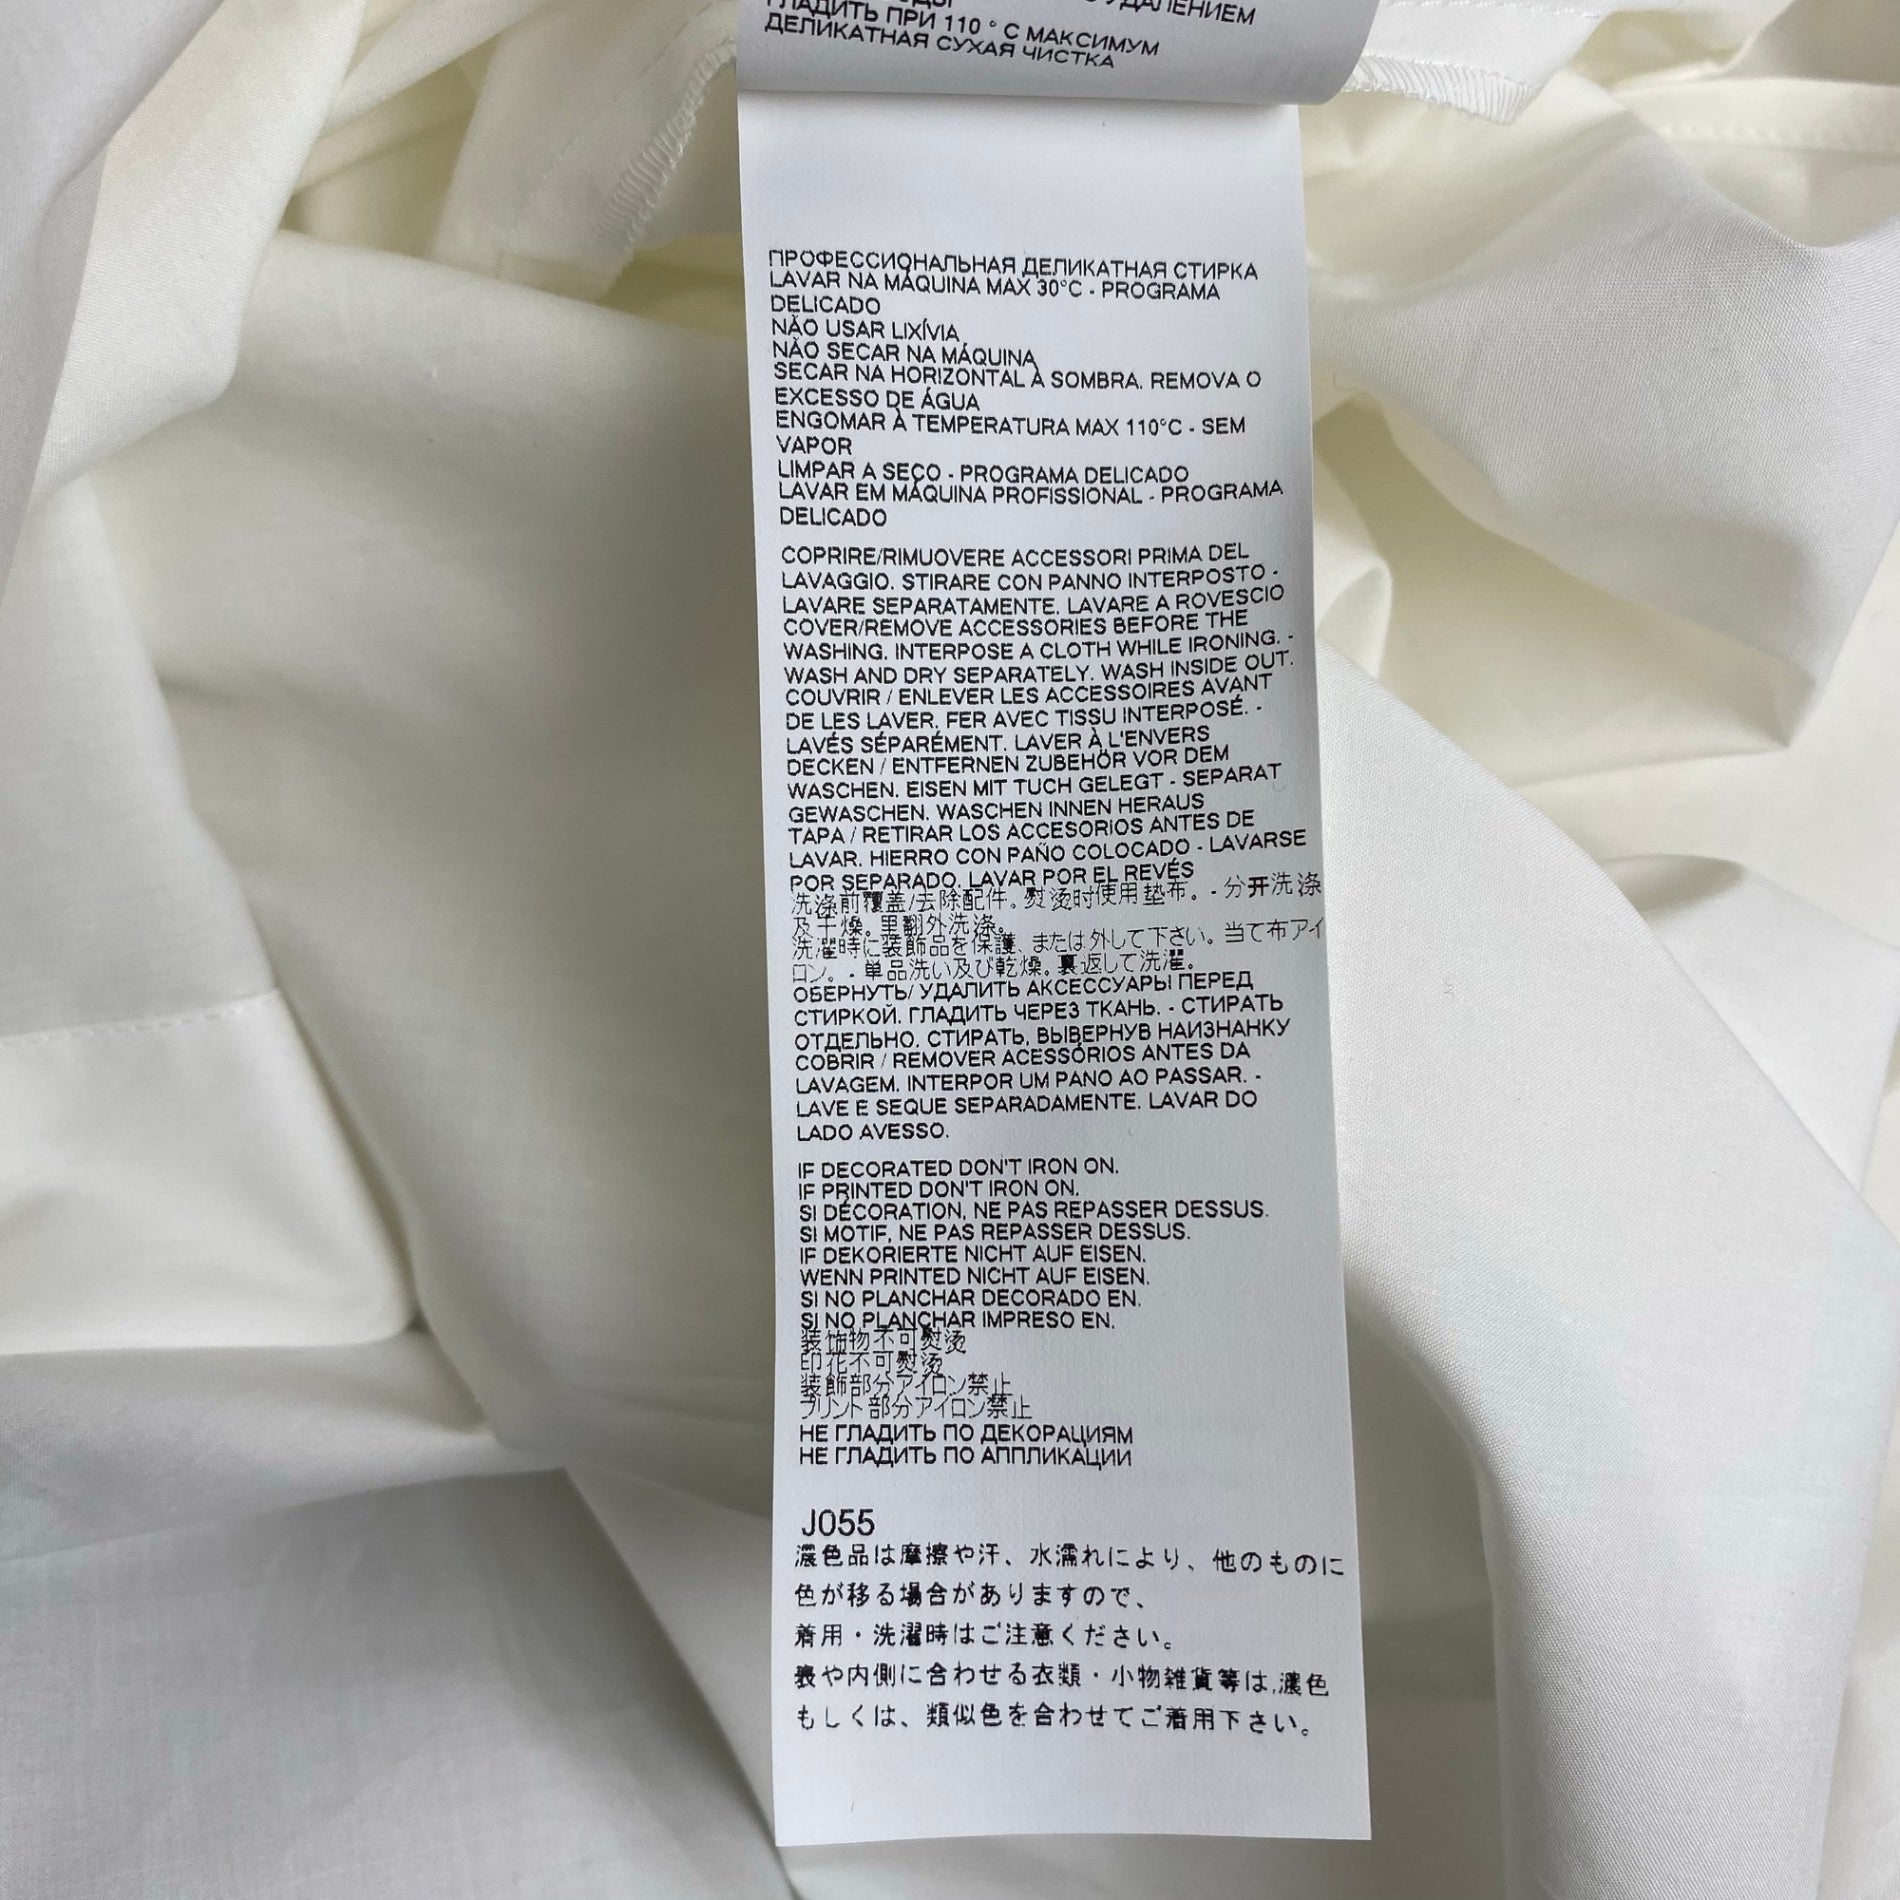 УДАЛЕНИЕМ
ГЛАДИТЬ ПРИ 110 ° С МАКСИМУМ
ДЕЛИКАТНАЯ СУХАЯ ЧИСТКА
ПРОФЕССИОНАЛЬНАЯ ДЕЛИКАТНАЯ СТИРКА
LAVAR NA MÁQUINA MAX 30°C - PROGRAMA
DELICADO
NÃO USAR LIXÍVIA
NÃO SECAR NA MÁQUINA
SECAR NA HORIZONTAL À SOMBRA. REMOVA O
EXCESSO DE ÁGUA
ENGOMAR À TEMPERATURA MAX 110°C - SEM
VAPOR
LIMPAR A SECO - PROGRAMA DELICADO
LAVAR EM MÁQUINA PROFISSIONAL - PROGRAMA
DELICADO
COPRIRE/RIMUOVERE ACCESSORI PRIMA DEL
LAVAGGIO. STIRARE CON PANNO INTERPOSTO -
LAVARE SEPARATAMENTE. LAVARE A ROVESCIO
COVER/REMOVE ACCESSORIES BEFORE THE
WASHING. INTERPOSE A CLOTH WHILE IRONING. -
WASH AND DRY SEPARATELY. WASH INSIDE OUT.
COUVRIR / ENLEVER LES ACCESSOIRES AVANT
DE LES LAVER. FER AVEC TISSU INTERPOSÉ. -
LAVÉS SÉPARÉMENT. LAVER À L'ENVERS
DECKEN / ENTFERNEN ZUBEHÖR VOR DEM
WASCHEN. EISEN MIT TUCH GELEGT - SEPARAT
GEWASCHEN. WASCHEN INNEN HERAUS
TAPA / RETIRAR LOS ACCESORIOS ANTES DE
LAVAR. HIERRO CON PAÑO COLOCADO - LAVARSE
POR SEPARADO. LAVAR POR EL REVÉS
洗涤前覆盖/去除配件。熨烫时使用垫布。- 分开洗涤
及干燥。里翻外洗涤。
洗濯時に装飾品を保護、または外して下さい。当て布アイ
ロン。- 単品洗い及び乾燥。裏返して洗濯。
ОБЕРНУТЬ/ УДАЛИТЬ АКСЕССУАРЫ ПЕРЕД
СТИРКОЙ. ГЛАДИТЬ ЧЕРЕЗ ТКАНЬ. - СТИРАТЬ
ОТДЕЛЬНО. СТИРАТЬ, ВЫВЕРНУВ НАИЗНАНКУ
COBRIR / REMOVER ACESSÓRIOS ANTES DA
LAVAGEM. INTERPOR UM PANO AO PASSAR. -
LAVE E SEQUE SEPARADAMENTE. LAVAR DO
LADO AVESSO.
IF DECORATED DON'T IRON ON.
IF PRINTED DON'T IRON ON.
SI DÉCORATION, NE PAS REPASSER DESSUS.
SI MOTIF, NE PAS REPASSER DESSUS.
IF DEKORIERTE NICHT AUF EISEN.
WENN PRINTED NICHT AUF EISEN.
SI NO PLANCHAR DECORADO EN.
SI NO PLANCHAR IMPRESO EN.
装饰物不可熨烫
印花不可熨烫
装飾部分アイロン禁止
プリント部分アイロン禁止
НЕ ГЛАДИТЬ ПО ДЕКОРАЦИЯМ
НЕ ГЛАДИТЬ ПО АППЛИКАЦИИ
J055
濃色品は摩擦や汗、水濡れにより、他のものに
色が移る場合がありますので、
着用・洗濯時はご注意ください。
表や内側に合わせる衣類・小物雑貨等は,濃色
もしくは、類似色を合わせてご着用下さい。